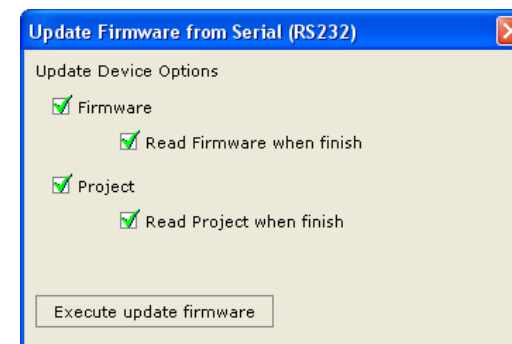 Update Firmware from Serial (RS232)
Update Device Options
Firmware
Read Firmware when finish
Project
Read Project when finish
Execute update firmware